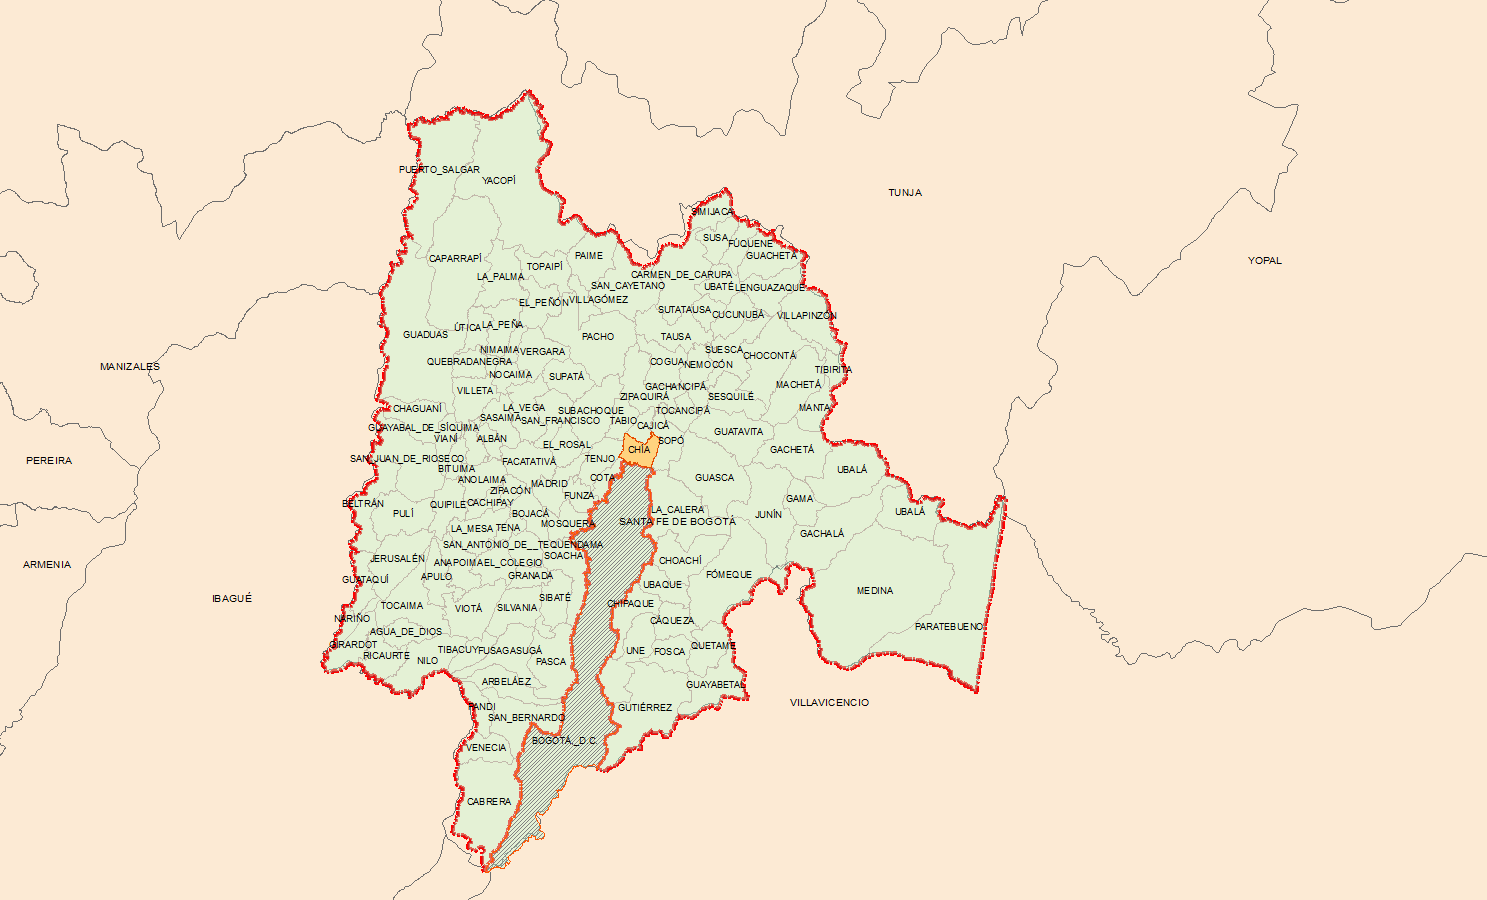 PUERTO_SALGAR
YACOPÍ
TUNJA
SIMIJACA
SUSA
FÚQUENE
GUACHETÁ
PAIME
CAPARRAPÍ
TOPAIPÍ
YOPAL
LA_PALMA
CARMEN_DE_CARUPA
SAN_CAYETANO
UBATÉ
LENGUAZAQUE
EL_PEÑÓN
VILLAGÓMEZ
SUTATAUSA
CUCUNUBÁ
VILLAPINZÓN
ÚTICA
LA_PEÑA
GUADUAS
PACHO
TAUSA
NIMAIMA
VERGARA
SUESCA
CHOCONTÁ
QUEBRADANEGRA
COGUA
NEMOCÓN
MANIZALES
TIBIRITA
NOCAIMA
SUPATÁ
VILLETA
GACHANCIPÁ
MACHETÁ
ZIPAQUIRÁ
SESQUILÉ
CHAGUANÍ
LA_VEGA
SUBACHOQUE
TOCANCIPÁ
MANTA
SASAIMA
SAN_FRANCISCO
TABIO
CAJICÁ
GUAYABAL_DE_SÍQUIMA
GUATAVITA
VIANÍ
ALBÁN
EL_ROSAL
SOPÓ
CHÍA
GACHETÁ
PEREIRA
SAN_JUAN_DE_RIOSECO
FACATATIVÁ
TENJO
BITUIMA
UBALÁ
ANOLAIMA
MADRID
COTA
GUASCA
ZIPACÓN
FUNZA
GAMA
BELTRÁN
QUIPILE
CACHIPAY
LA_CALERA
PULÍ
BOJACÁ
JUNÍN
UBALÁ
LA_MESA
TENA
MOSQUERA
SANTA FE DE BOGOTÁ
GACHALÁ
SAN_ANTONIO_DE__TEQUENDAMA
SOACHA
JERUSALÉN
ANAPOIMA
EL_COLEGIO
CHOACHÍ
ARMENIA
GUATAQUÍ
APULO
GRANADA
FÓMEQUE
UBAQUE
MEDINA
IBAGUÉ
SIBATÉ
TOCAIMA
VIOTÁ
SILVANIA
CHIPAQUE
NARIÑO
CÁQUEZA
PARATEBUENO
AGUA_DE_DIOS
GIRARDOT
TIBACUY
FUSAGASUGÁ
UNE
FOSCA
QUETAME
RICAURTE
NILO
PASCA
ARBELÁEZ
GUAYABETAL
VILLAVICENCIO
PANDI
GUTIÉRREZ
SAN_BERNARDO
BOGOTÁ,_D.C.
VENECIA
CABRERA